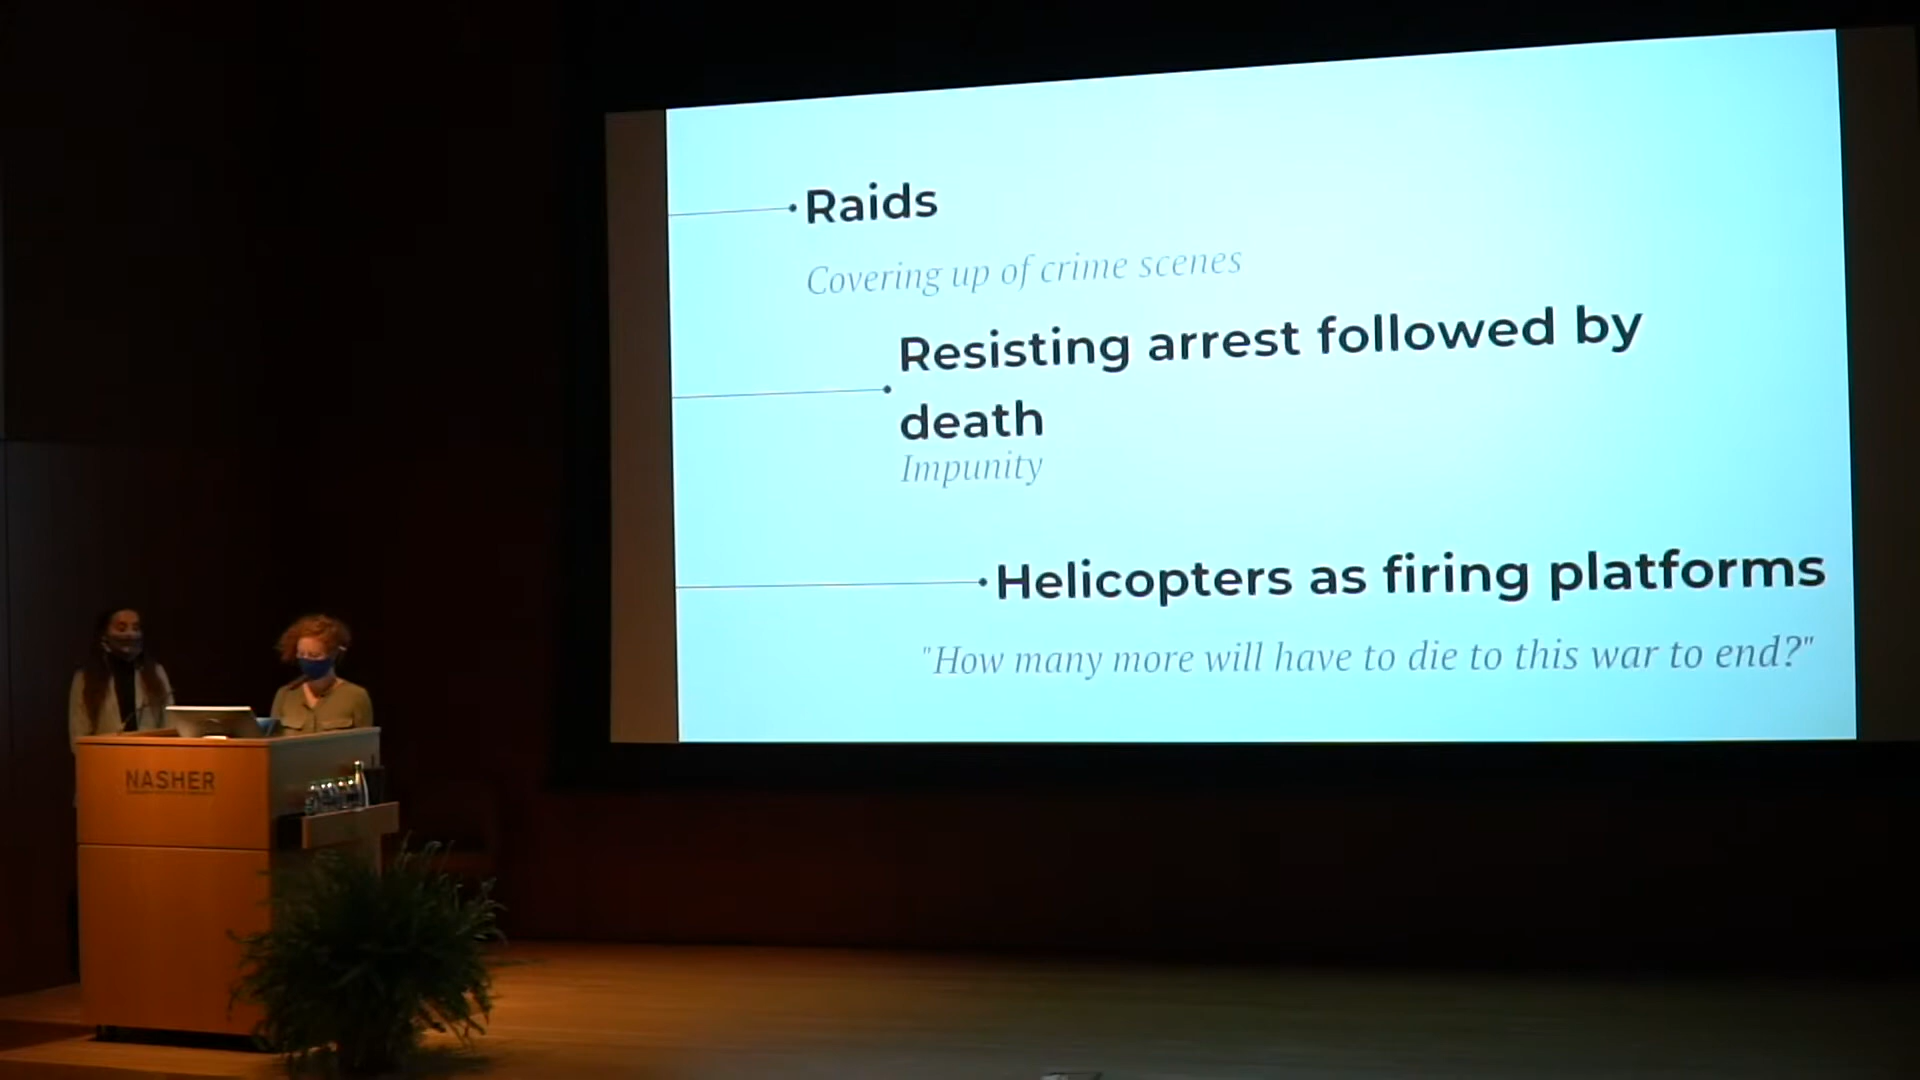 Raids
Covering up of crime scenes
Resisting arrest followed by
death
Impunity
Helicopters as firing platforms
"How many more will have to die to this war to end?"
NASHER